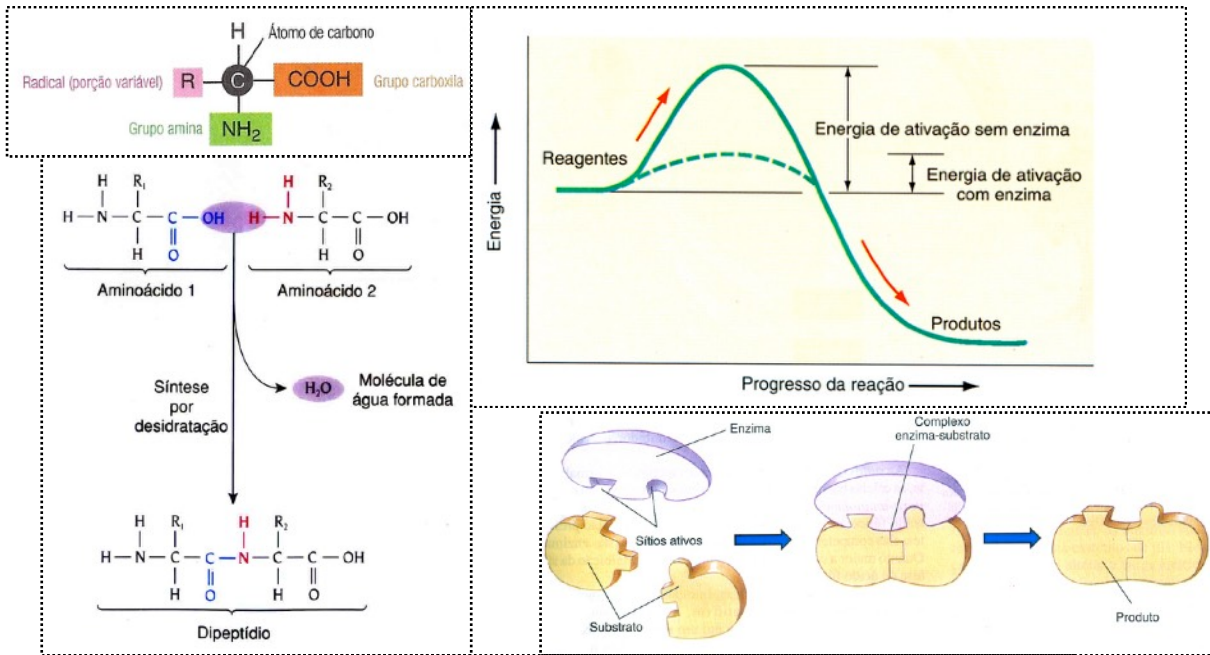 H
Átomo de carbono
Radical (porção variável)
R
C
COOH
Grupo carboxila
Grupo amina
NH₂
H R₁
H N C C OH
H O
H R₂
H N C C OH
H O
Aminoácido 1
Aminoácido 2
H₂O
Molécula de
água formada
Síntese
por
desidratação
H R₁ H R₂
H N C C N C C OH
H O H O
Dipeptídio
Energia
Reagentes
Energia de ativação sem enzima
Energia de ativação
com enzima
Produtos
Progresso da reação
Enzima
Sítios ativos
Substrato
Complexo
enzima-substrato
Produto